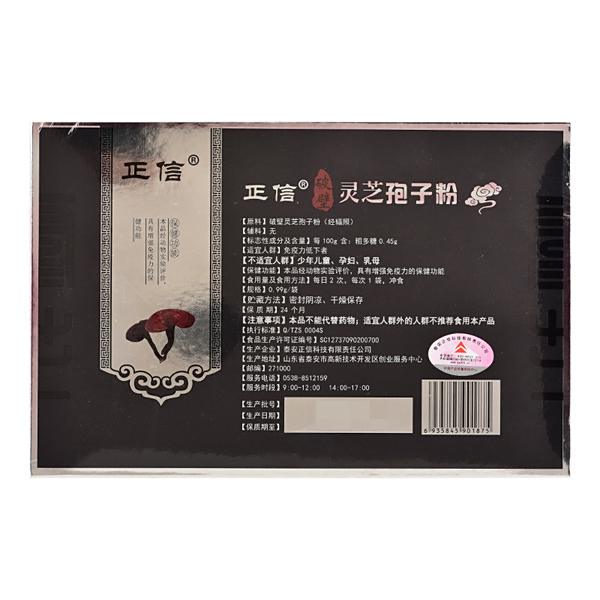 正信®
保健功能
本品经动物实验评价,
具有增强免疫力的保
健功能
正信® 破壁 灵芝孢子粉
【原料】破壁灵芝孢子粉（经辐照）
【辅料】无
【标志性成分及含量】每 100g 含：粗多糖 0.45g
【适宜人群】免疫力低下者
【不适宜人群】少年儿童、孕妇、乳母
【保健功能】本品经动物实验评价，具有增强免疫力的保健功能
【食用量及食用方法】每日 2 次，每次 1 袋，冲食
【规格】0.99g/袋
【贮藏方法】密封阴凉、干燥保存
【保 质 期】24 个月
【注意事项】本品不能代替药物；适宜人群外的人群不推荐食用本产品
【执行标准】Q/TZS 0004S
【食品生产许可证编号】SC12737090200700
【生产企业】泰安正信科技有限责任公司
【生产地址】山东省泰安市高新技术开发区创业服务中心
【邮编】271000
【服务电话】0538-8512159
【服务时段】9:00-12:00 14:00-17:00
【生产批号】
【生产日期】
【保质期至】
6 935845 901875